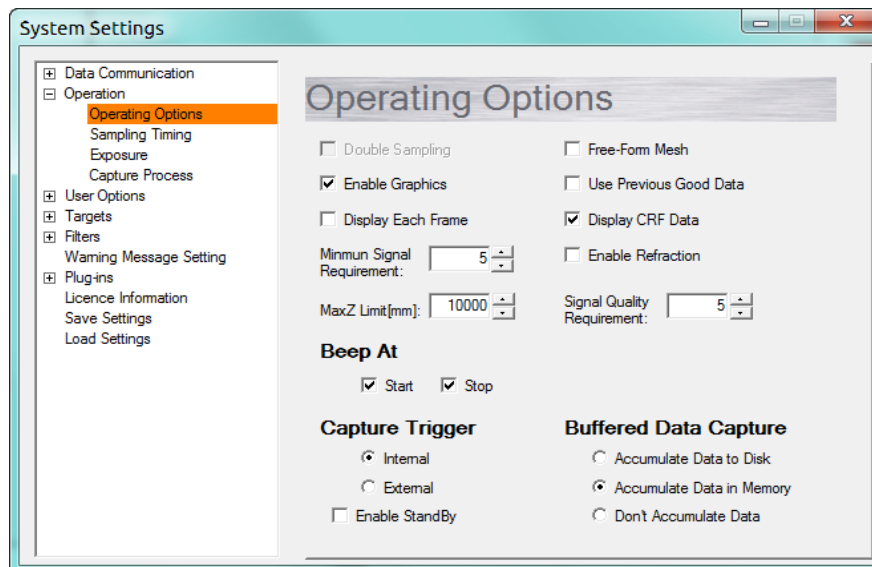 System Settings
Data Communication
Operation
Operating Options
Sampling Timing
Exposure
Capture Process
User Options
Targets
Filters
Warning Message Setting
Plug-ins
Licence Information
Save Settings
Load Settings
Operating Options
Double Sampling
Free-Form Mesh
Enable Graphics
Use Previous Good Data
Display Each Frame
Display CRF Data
Minmun Signal
Requirement:
5
Enable Refraction
MaxZ Limit[mm]:
10000
Signal Quality
Requirement:
5
Beep At
Start
Stop
Capture Trigger
Internal
External
Enable StandBy
Buffered Data Capture
Accumulate Data to Disk
Accumulate Data in Memory
Don't Accumulate Data